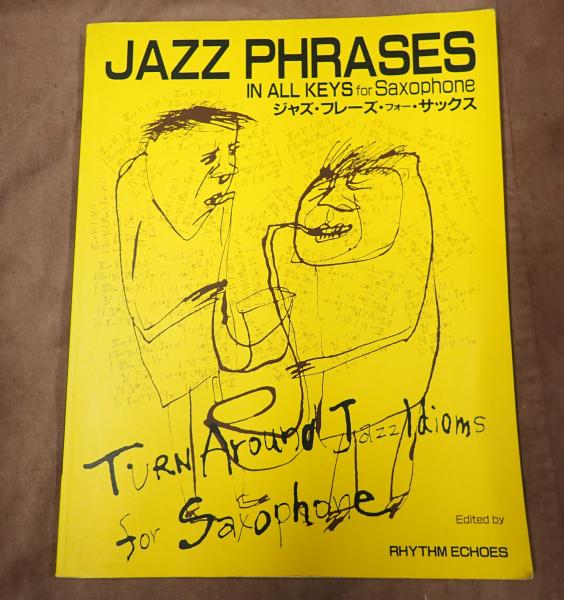 JAZZ PHRASES
IN ALL KEYS for Saxophone
ジャズ・フレーズ・フォー・サックス
TURN Around Jazz Idioms
for Saxophone
Edited by
RHYTHM ECHOES